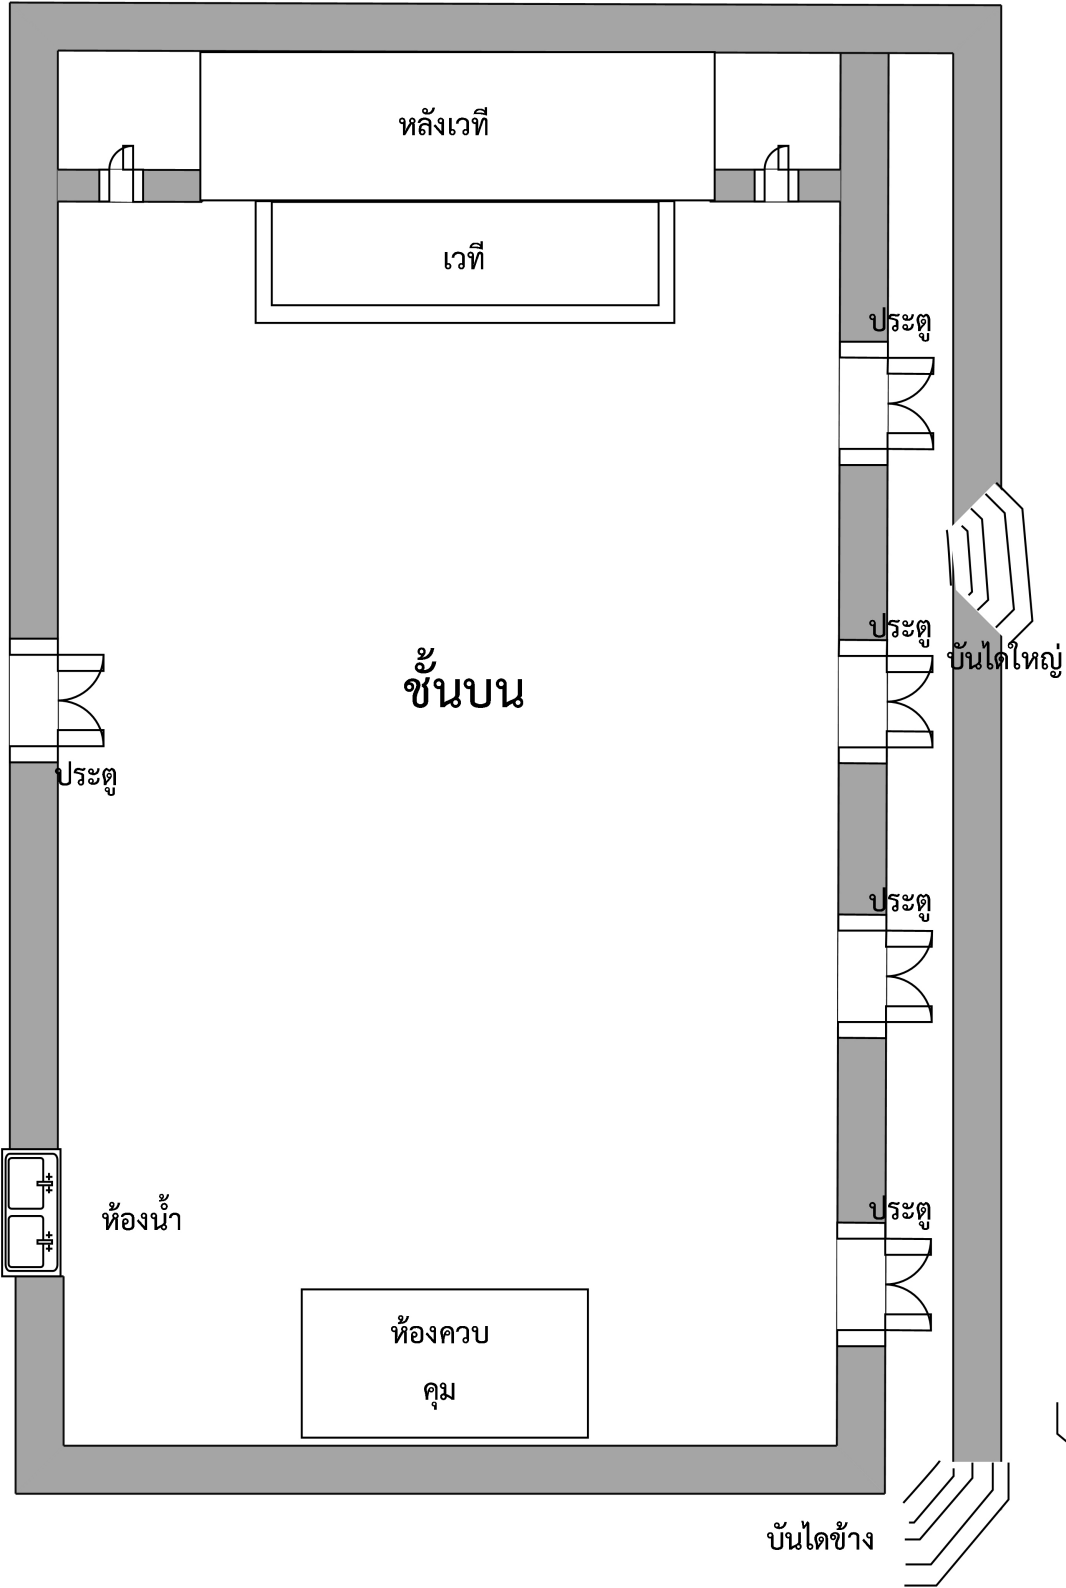 หลังเวที
เวที
ประตู
ประตู
บันไดใหญ่
ชั้นบน
ประตู
ประตู
ห้องน้ำ
ประตู
ห้องควบ
คุม
บันไดข้าง